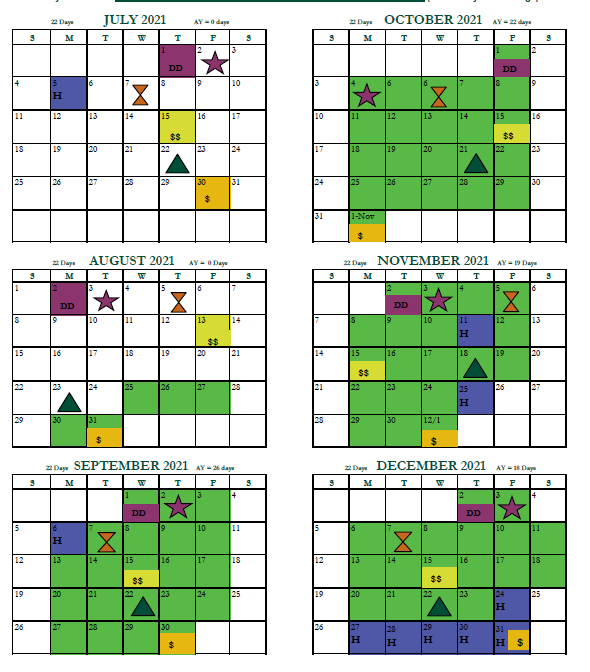 22 Days JULY 2021 AY = 0 days
S M T W T F S
1 2 3
DD
4 5 6 7 8 9 10
H
11 12 13 14 15 16 17
$$
18 19 20 21 22 23 24
25 26 27 28 29 30 31
$
22 Days OCTOBER 2021 AY = 22 days
S M T W T F S
1 2
DD
3 4 6 6 7 8 9
10 11 12 13 14 15 16
$$
17 18 19 20 21 22 23
24 25 26 27 28 29 30
31 1-Nov
$
22 Days AUGUST 2021 AY = 0 Days
S M T W T F S
1 2 3 4 5 6 7
DD
8 9 10 11 12 13 14
$$
15 16 17 18 19 20 21
22 23 24 25 26 27 28
29 30 31
$
22 Days NOVEMBER 2021 AY = 19 Days
S M T W T F S
2 3 4 5 6
DD
7 8 9 10 11 12 13
H
14 15 16 17 18 19 20
$$
21 22 23 24 25 26 27
H
28 29 30 12/1
$
22 Days SEPTEMBER 2021 AY = 26 days
S M T W T F S
1 2 3 4
DD
5 6 7 8 9 10 11
H
12 13 14 15 16 17 18
$$
19 20 21 22 23 24 25
26 27 28 29 30
$
22 Days DECEMBER 2021 AY = 18 Days
S M T W T F S
2 3 4
DD
5 6 7 8 9 10 11
12 13 14 15 16 17 18
$$
19 20 21 22 23 24 25
H
26 27 28 29 30 31
H H H H H $